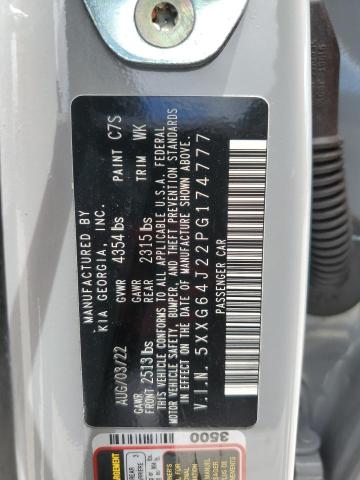 MANUFACTURED BY
KIA GEORGIA, INC.
AUG/03/22 GVWR 4354 lbs PAINT C7S
GAWR FRONT 2513 lbs GAWR REAR 2315 lbs TRIM WK
THIS VEHICLE CONFORMS TO ALL APPLICABLE U.S.A. FEDERAL
MOTOR VEHICLE SAFETY, BUMPER, AND THEFT PREVENTION STANDARDS
IN EFFECT ON THE DATE OF MANUFACTURE SHOWN ABOVE.
V.I.N. 5XXG64J22PG174777
PASSENGER CAR
3500